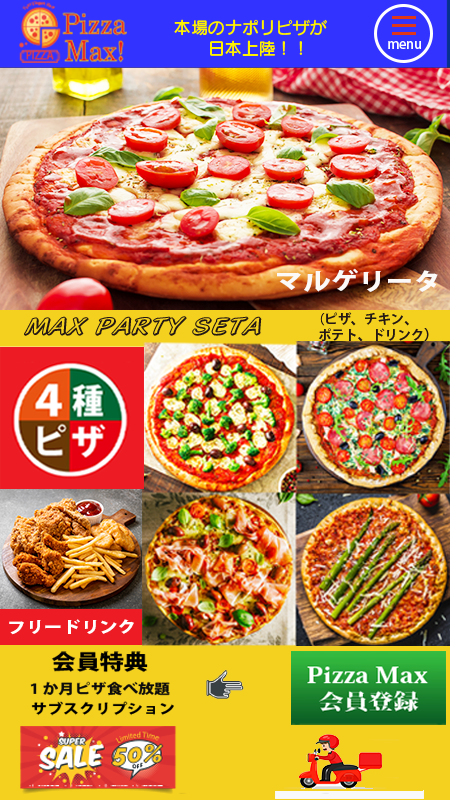 Pizza
Max!
PIZZA
本場のナポリピザが
日本上陸！！
menu
マルゲリータ
MAX PARTY SETA
（ピザ、チキン、
ポテト、ドリンク）
4種
ピザ
フリードリンク
会員特典
１か月ピザ食べ放題
サブスクリプション
Pizza Max
会員登録
SUPER
SALE
Limited Time
50%
OFF